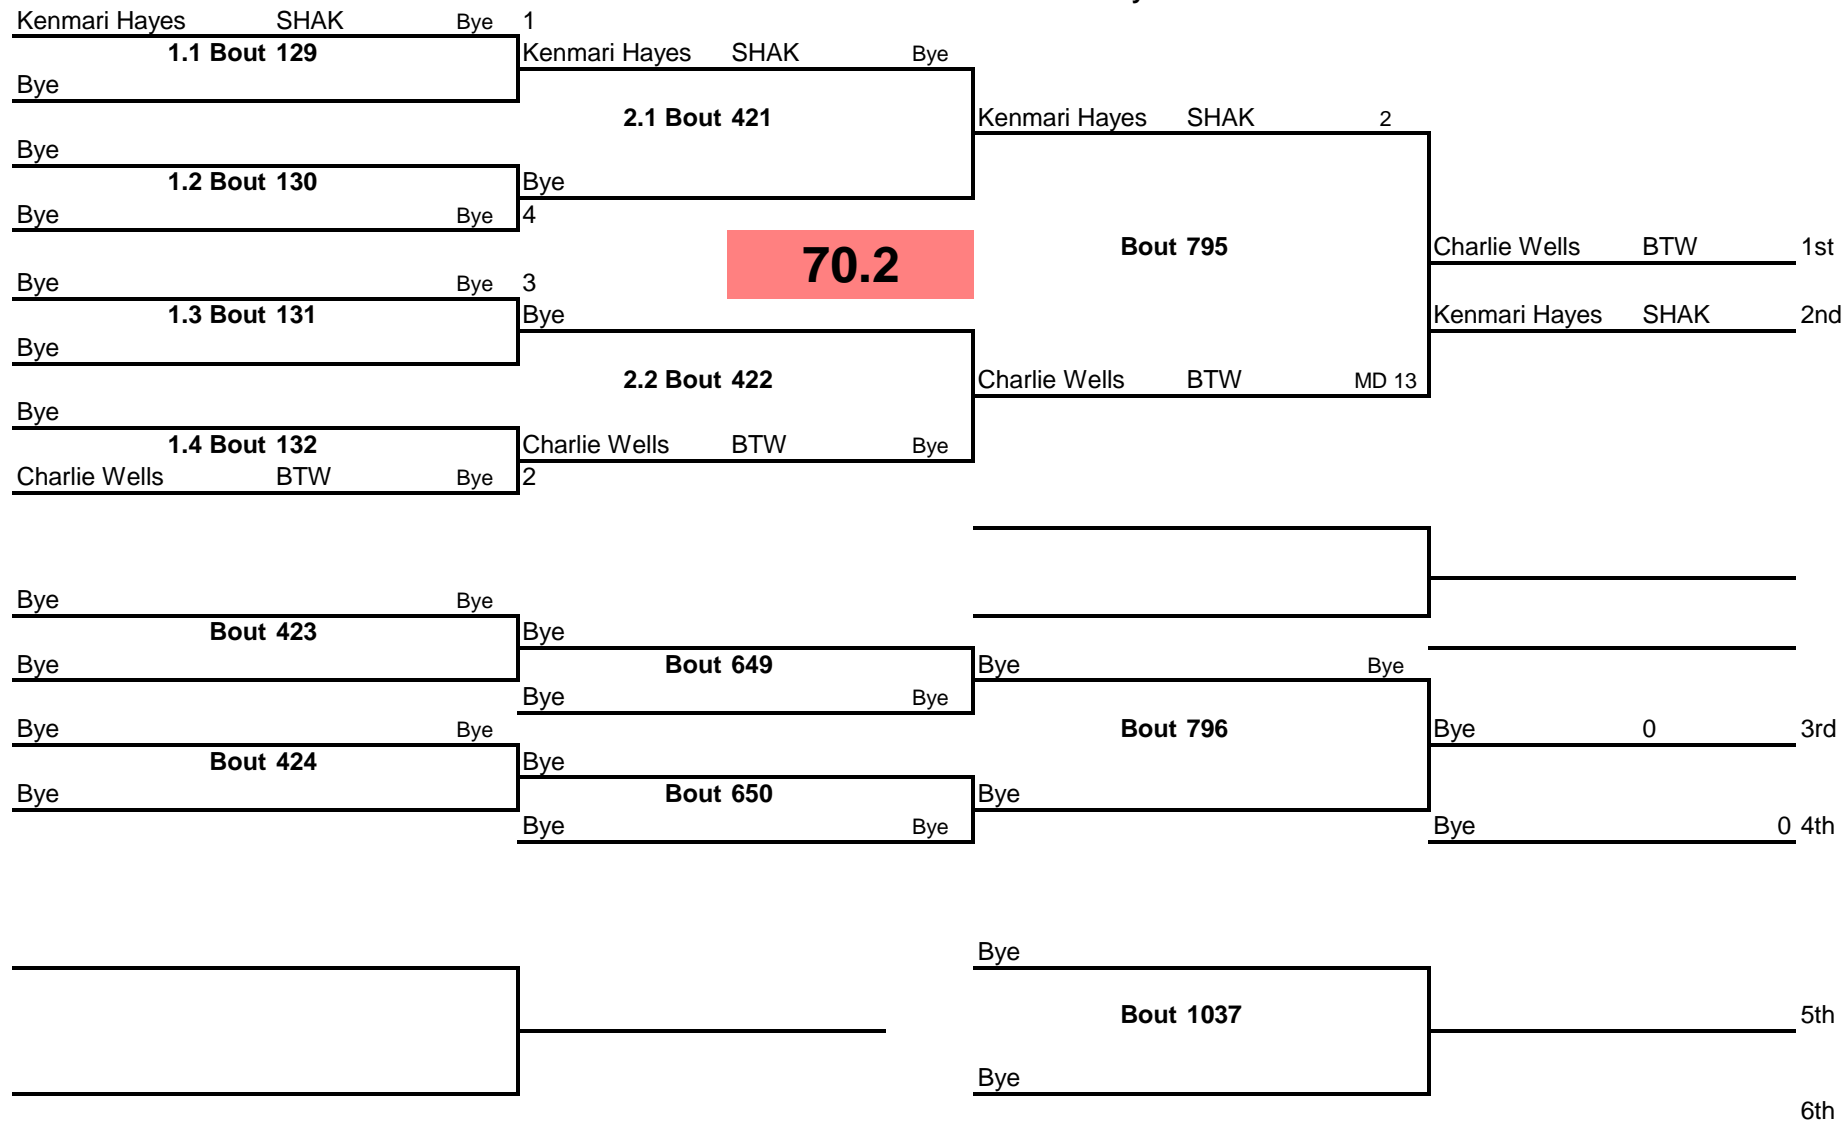 Kenmari Hayes SHAK Bye 1
1.1 Bout 129 Kenmari Hayes SHAK Bye
Bye
2.1 Bout 421 Kenmari Hayes SHAK 2
Bye
1.2 Bout 130 Bye
Bye Bye 4
70.2 Bout 795 Charlie Wells BTW 1st
Bye Bye 3
1.3 Bout 131 Bye Kenmari Hayes SHAK 2nd
Bye
2.2 Bout 422 Charlie Wells BTW MD 13
Bye
1.4 Bout 132 Charlie Wells BTW Bye
Charlie Wells BTW Bye 2
Bye Bye
Bout 423 Bye
Bye Bout 649 Bye Bye
Bye Bye
Bye Bye Bout 796 Bye 0 3rd
Bout 424 Bye
Bye Bout 650 Bye
Bye Bye Bye 0 4th
Bye
Bout 1037 5th
Bye
6th